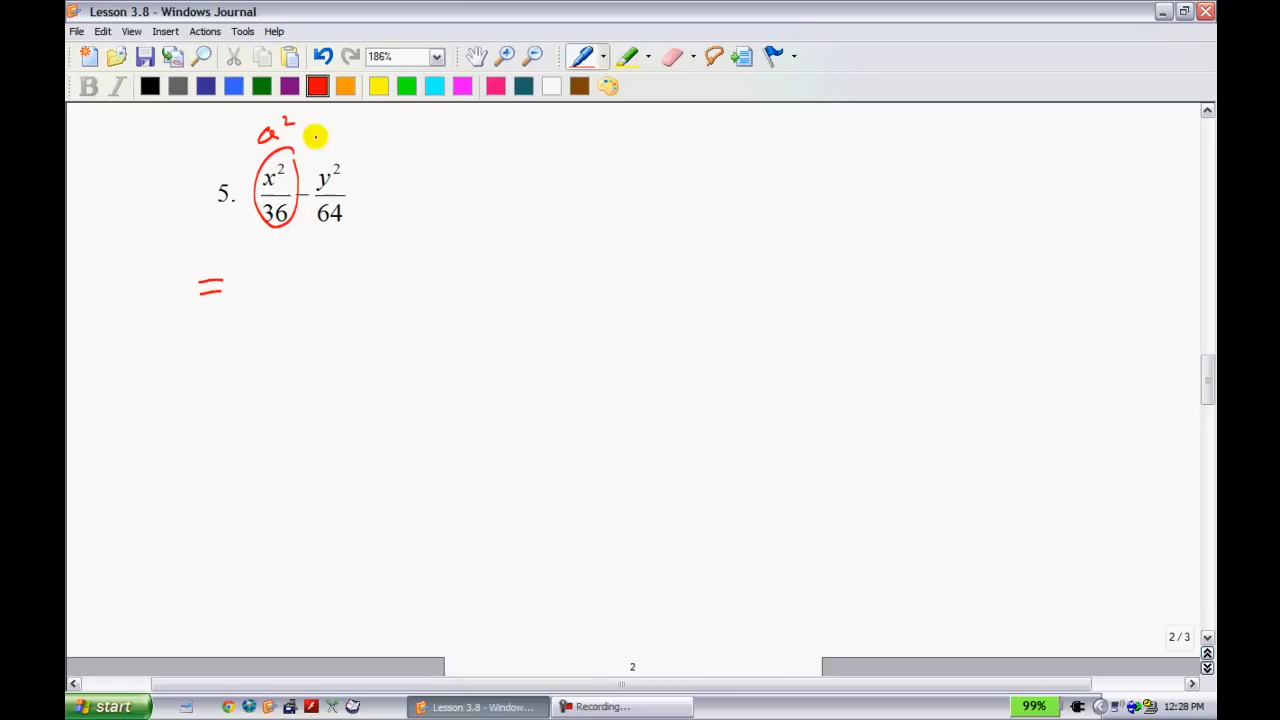 Lesson 3.8 - Windows Journal
File Edit View Insert Actions Tools Help
186%
B I
a²
5. x²/36 − y²/64
=
2 / 3
2
start Lesson 3.8 - Window... Recording... 99% 12:28 PM